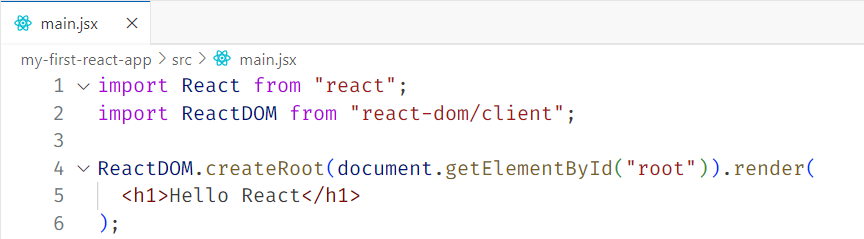 main.jsx
my-first-react-app > src > main.jsx
1 import React from "react";
2 import ReactDOM from "react-dom/client";
3
4 ReactDOM.createRoot(document.getElementById("root")).render(
5 <h1>Hello React</h1>
6 );